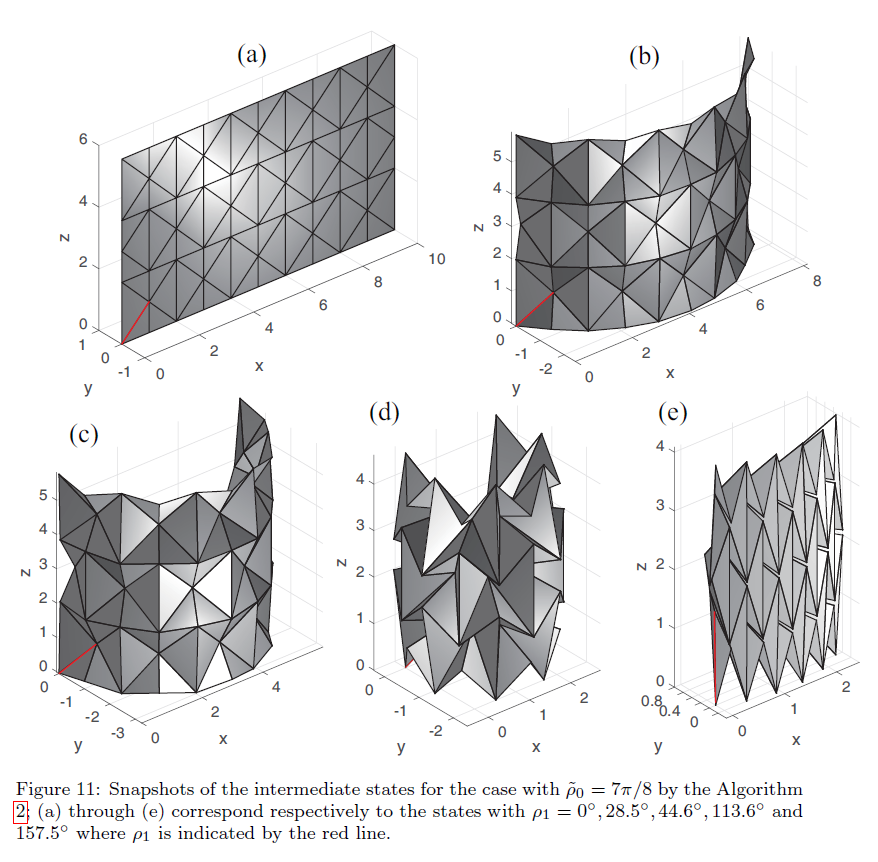 (a)
(b)
6
4
2
0
z
1
0
-1
y
0
2
4
6
8
10
x
5
4
3
2
1
0
z
0
-1
-2
y
0
2
4
6
8
x
(c)
(d)
(e)
5
4
3
2
1
0
z
0
-1
-2
-3
y
0
2
4
x
4
3
2
1
0
z
0
-1
-2
y
0
1
2
x
4
3
2
1
0
z
0.8
0.4
0
y
0
1
2
x
Figure 11: Snapshots of the intermediate states for the case with ρ̃₀ = 7π/8 by the Algorithm
2; (a) through (e) correspond respectively to the states with ρ₁ = 0°, 28.5°, 44.6°, 113.6° and
157.5° where ρ₁ is indicated by the red line.